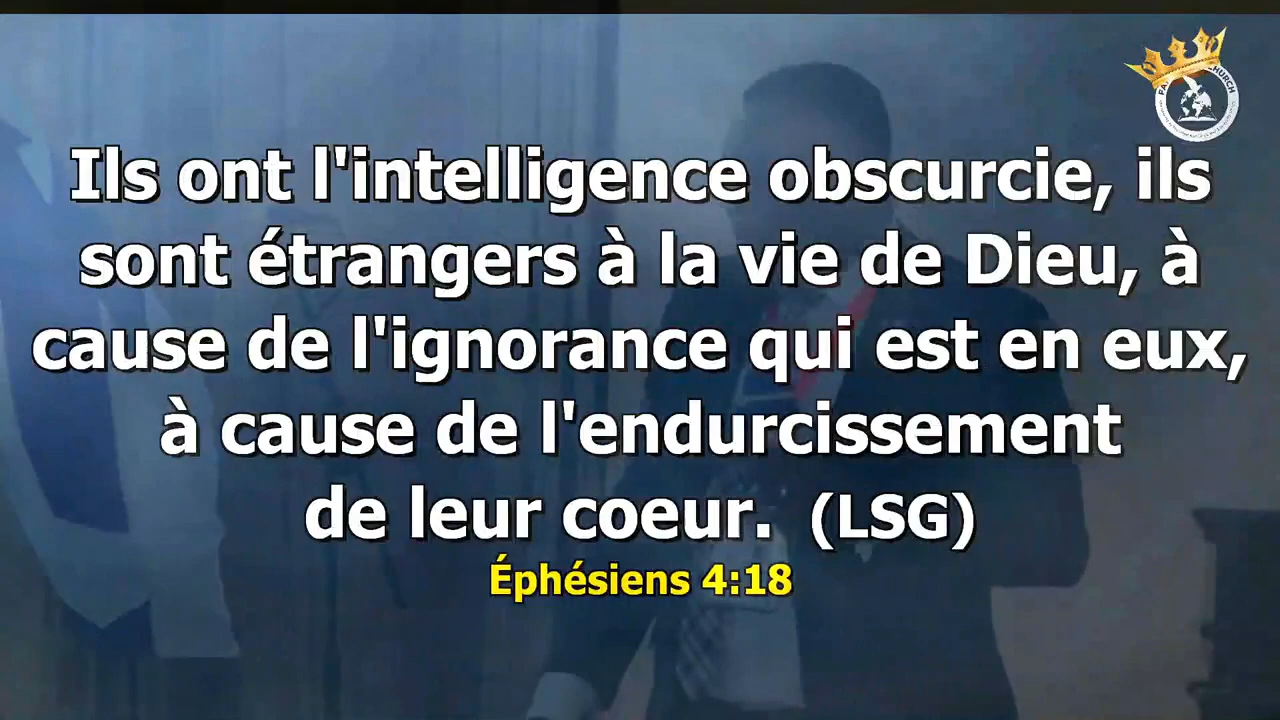 CHURCH
Ils ont l'intelligence obscurcie, ils
sont étrangers à la vie de Dieu, à
cause de l'ignorance qui est en eux,
à cause de l'endurcissement
de leur coeur. (LSG)
Éphésiens 4:18